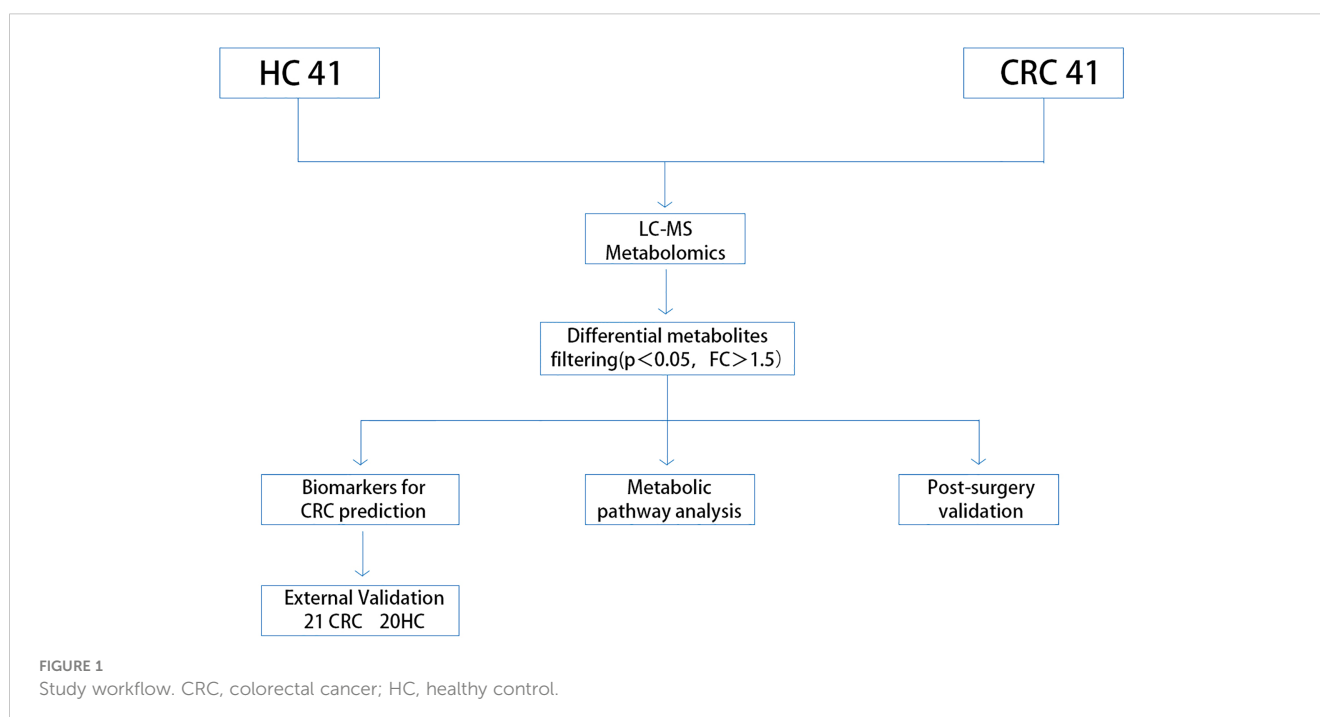 HC 41
CRC 41
LC-MS
Metabolomics
Differential metabolites
filtering(p＜0.05， FC＞1.5）
Biomarkers for
CRC prediction
Metabolic
pathway analysis
Post-surgery
validation
External Validation
21 CRC 20HC
FIGURE 1
Study workflow. CRC, colorectal cancer; HC, healthy control.